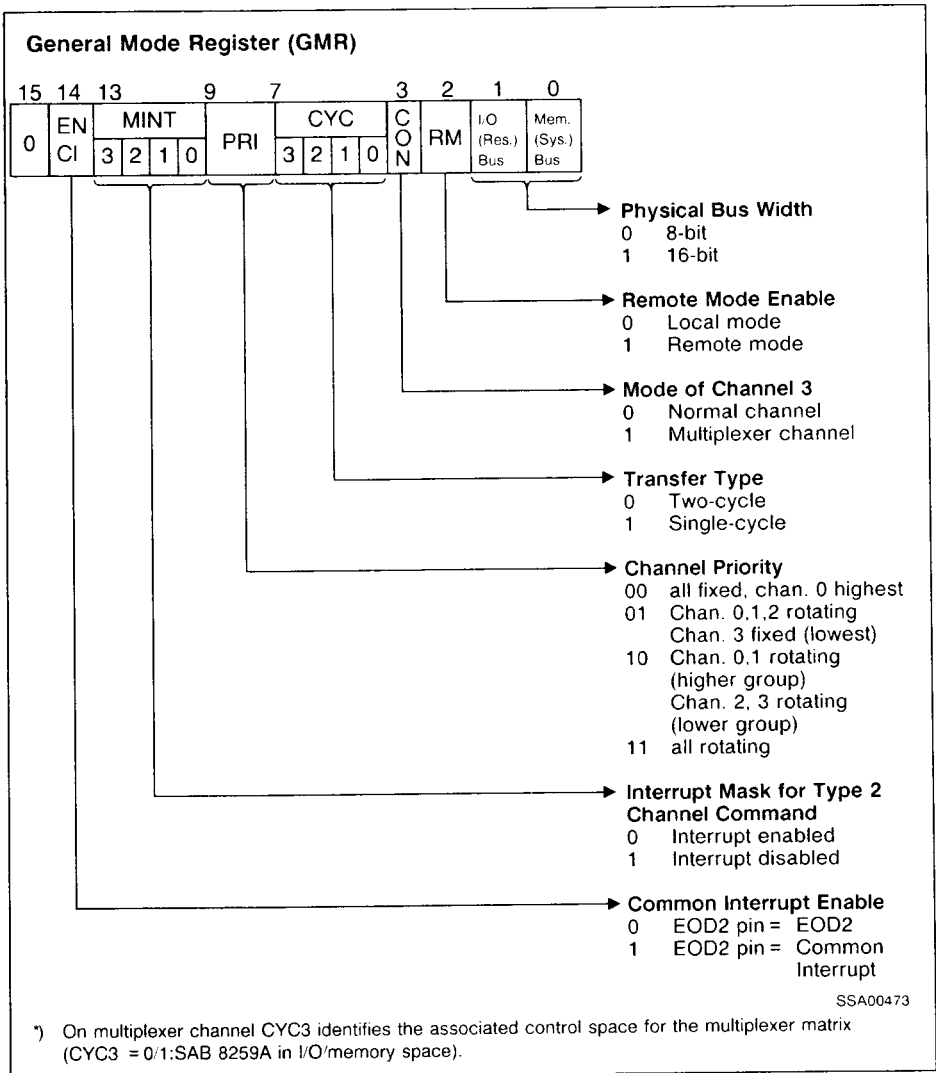 General Mode Register (GMR)
15 14 13 9 7 3 2 1 0
0
EN
CI
MINT
3 2 1 0
PRI
CYC
3 2 1 0
C
O
N
RM
I/O
(Res.)
Bus
Mem.
(Sys.)
Bus
Physical Bus Width
0 8-bit
1 16-bit
Remote Mode Enable
0 Local mode
1 Remote mode
Mode of Channel 3
0 Normal channel
1 Multiplexer channel
Transfer Type
0 Two-cycle
1 Single-cycle
Channel Priority
00 all fixed, chan. 0 highest
01 Chan. 0,1,2 rotating
Chan. 3 fixed (lowest)
10 Chan. 0,1 rotating
(higher group)
Chan. 2, 3 rotating
(lower group)
11 all rotating
Interrupt Mask for Type 2
Channel Command
0 Interrupt enabled
1 Interrupt disabled
Common Interrupt Enable
0 EOD2 pin = EOD2
1 EOD2 pin = Common
Interrupt
SSA00473
*) On multiplexer channel CYC3 identifies the associated control space for the multiplexer matrix
(CYC3 = 0/1:SAB 8259A in I/O/memory space).